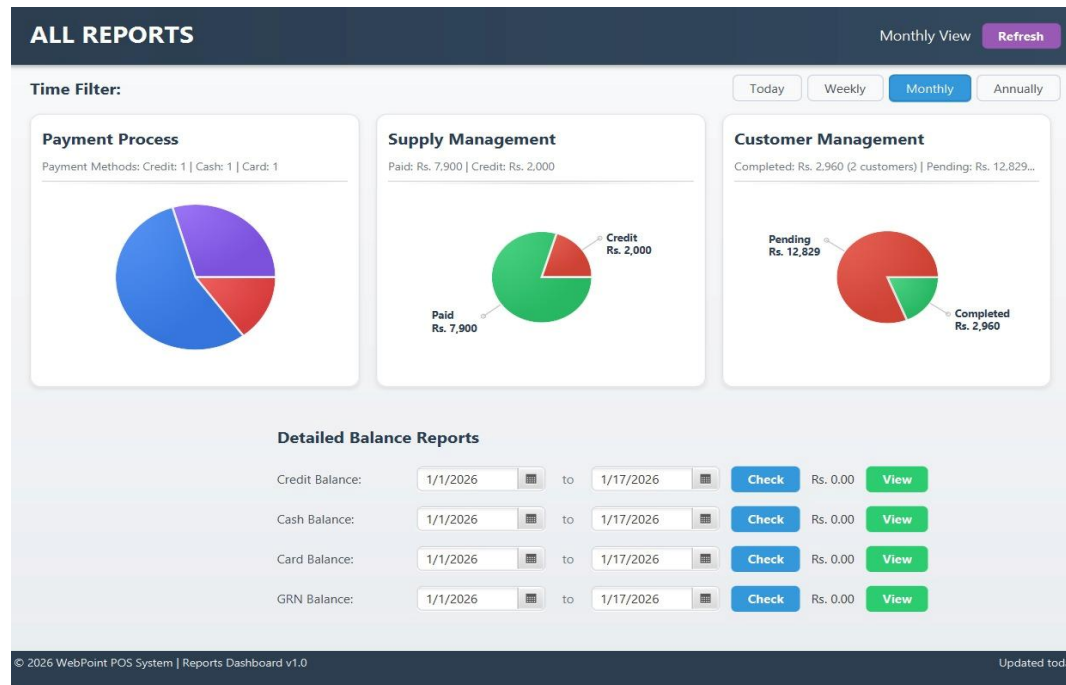 ALL REPORTS
Monthly View Refresh
Time Filter:
Today Weekly Monthly Annually
Payment Process
Payment Methods: Credit: 1 | Cash: 1 | Card: 1
Supply Management
Paid: Rs. 7,900 | Credit: Rs. 2,000
Credit
Rs. 2,000
Paid
Rs. 7,900
Customer Management
Completed: Rs. 2,960 (2 customers) | Pending: Rs. 12,829...
Pending
Rs. 12,829
Completed
Rs. 2,960
Detailed Balance Reports
Credit Balance: 1/1/2026 to 1/17/2026 Check Rs. 0.00 View
Cash Balance: 1/1/2026 to 1/17/2026 Check Rs. 0.00 View
Card Balance: 1/1/2026 to 1/17/2026 Check Rs. 0.00 View
GRN Balance: 1/1/2026 to 1/17/2026 Check Rs. 0.00 View
© 2026 WebPoint POS System | Reports Dashboard v1.0
Updated